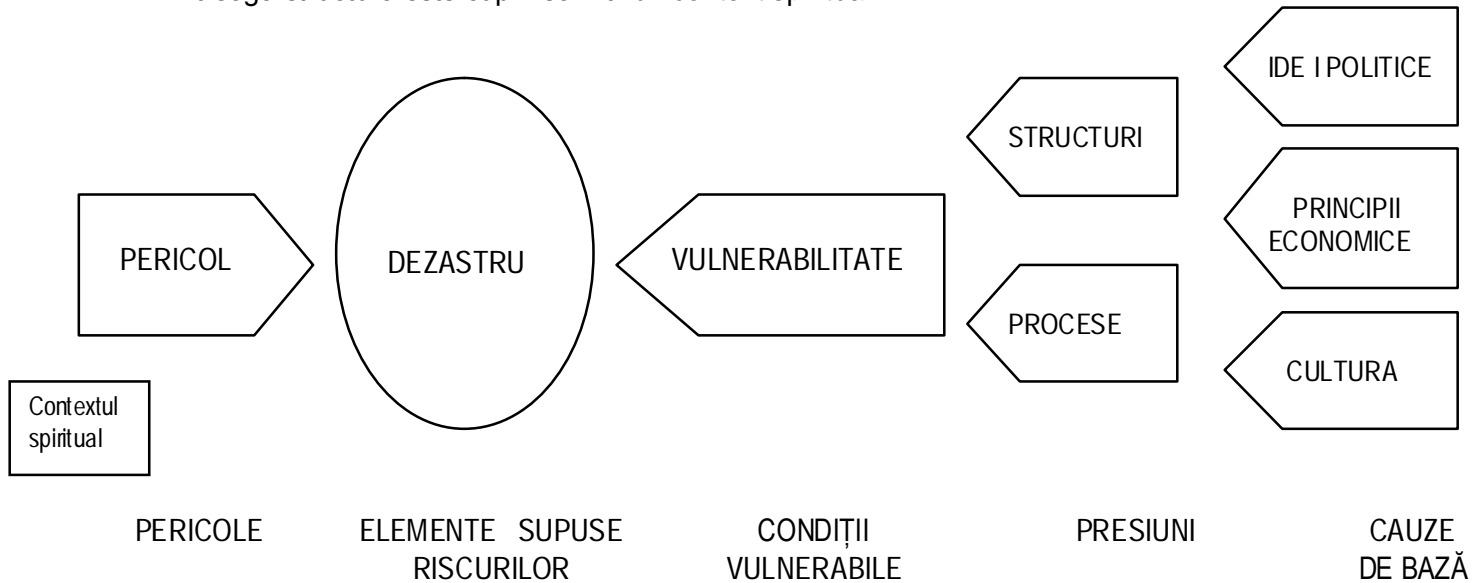 IDE I POLITICE
STRUCTURI
PRINCIPII
ECONOMICE
PERICOL
DEZASTRU
VULNERABILITATE
PROCESE
CULTURA
Contextul
spiritual
PERICOLE
ELEMENTE SUPUSE
RISCURILOR
CONDIȚII
VULNERABILE
PRESIUNI
CAUZE
DE BAZĂ